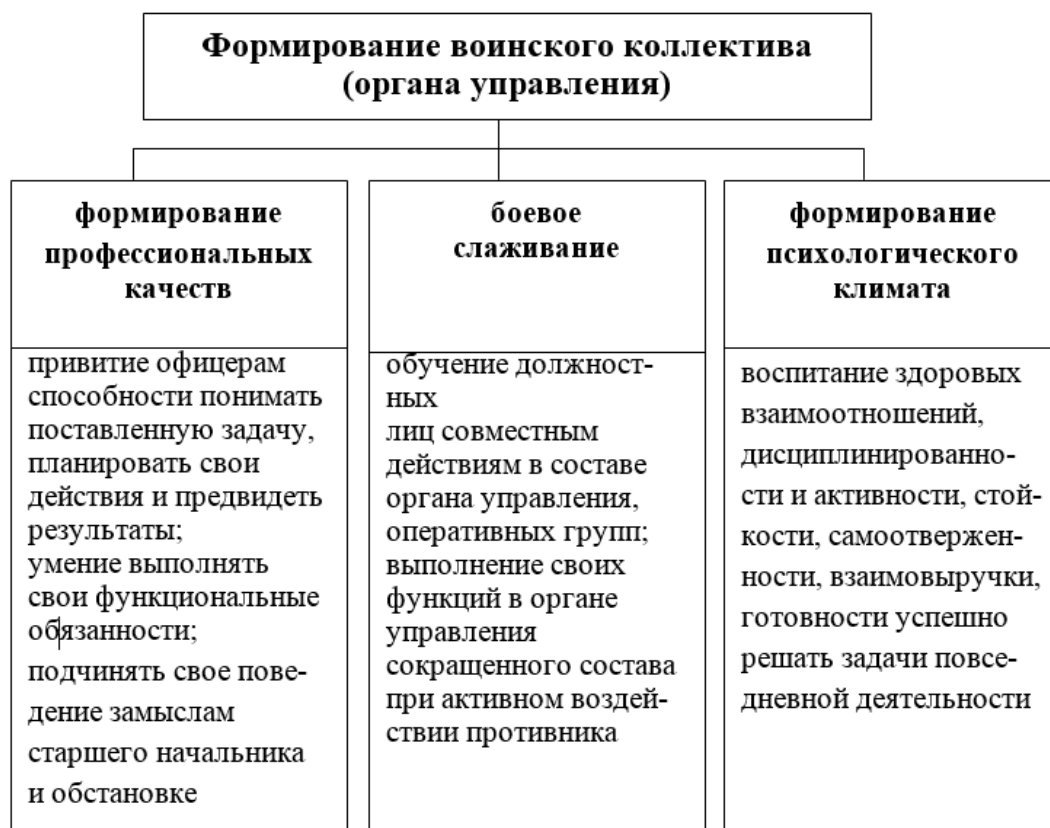 Формирование воинского коллектива
(органа управления)
формирование
профессиональных
качеств
привитие офицерам
способности понимать
поставленную задачу,
планировать свои
действия и предвидеть
результаты;
умение выполнять
свои функциональные
обязанности;
подчинять свое пове-
дение замыслам
старшего начальника
и обстановке
боевое
слаживание
обучение должност-
ных
лиц совместным
действиям в составе
органа управления,
оперативных групп;
выполнение своих
функций в органе
управления
сокращенного состава
при активном воздей-
ствии противника
формирование
психологического
климата
воспитание здоровых
взаимоотношений,
дисциплинированно-
сти и активности, стой-
кости, самоотвержен-
ности, взаимовыручки,
готовности успешно
решать задачи повсе-
дневной деятельности